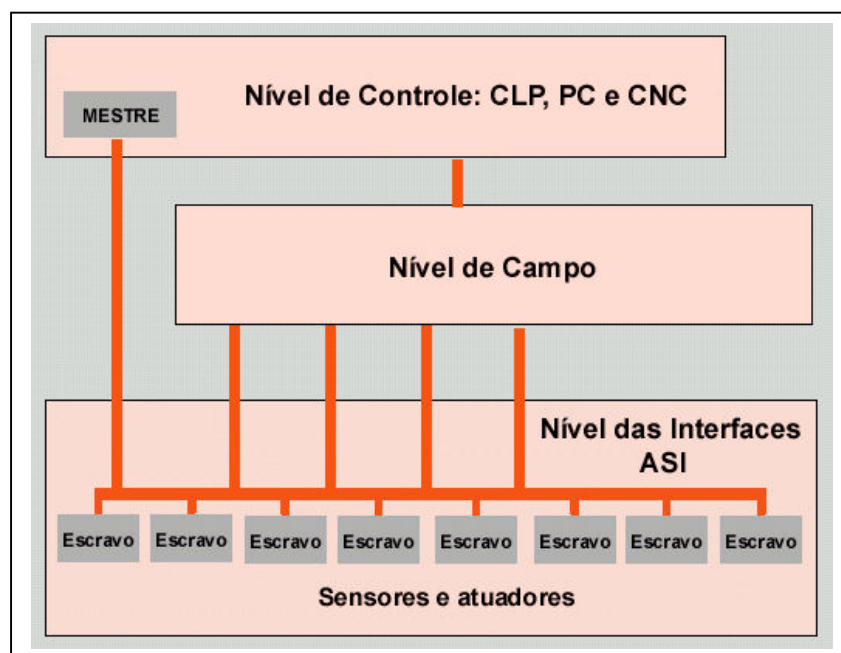 Nível de Controle: CLP, PC e CNC
MESTRE
Nível de Campo
Nível das Interfaces
ASI
Escravo Escravo Escravo Escravo Escravo Escravo Escravo Escravo
Sensores e atuadores